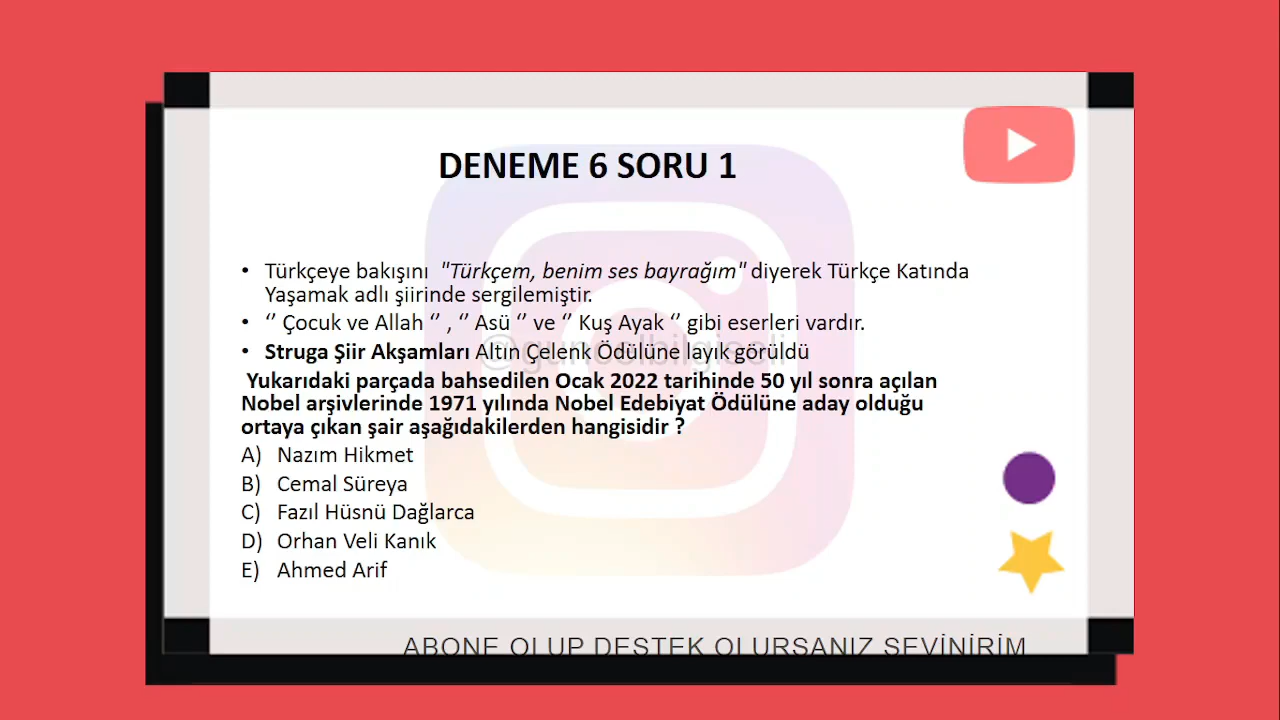 DENEME 6 SORU 1
• Türkçeye bakışını "Türkçem, benim ses bayrağım" diyerek Türkçe Katında
Yaşamak adlı şiirinde sergilemiştir.
• ‘’ Çocuk ve Allah ‘’ , ‘’ Asü ‘’ ve ‘’ Kuş Ayak ‘’ gibi eserleri vardır.
• Struga Şiir Akşamları Altın Çelenk Ödülüne layık görüldü
@guncelbilgiseli
Yukarıdaki parçada bahsedilen Ocak 2022 tarihinde 50 yıl sonra açılan
Nobel arşivlerinde 1971 yılında Nobel Edebiyat Ödülüne aday olduğu
ortaya çıkan şair aşağıdakilerden hangisidir ?
A) Nazım Hikmet
B) Cemal Süreya
C) Fazıl Hüsnü Dağlarca
D) Orhan Veli Kanık
E) Ahmed Arif
ABONE OLUP DESTEK OLURSANIZ SEVİNİRİM